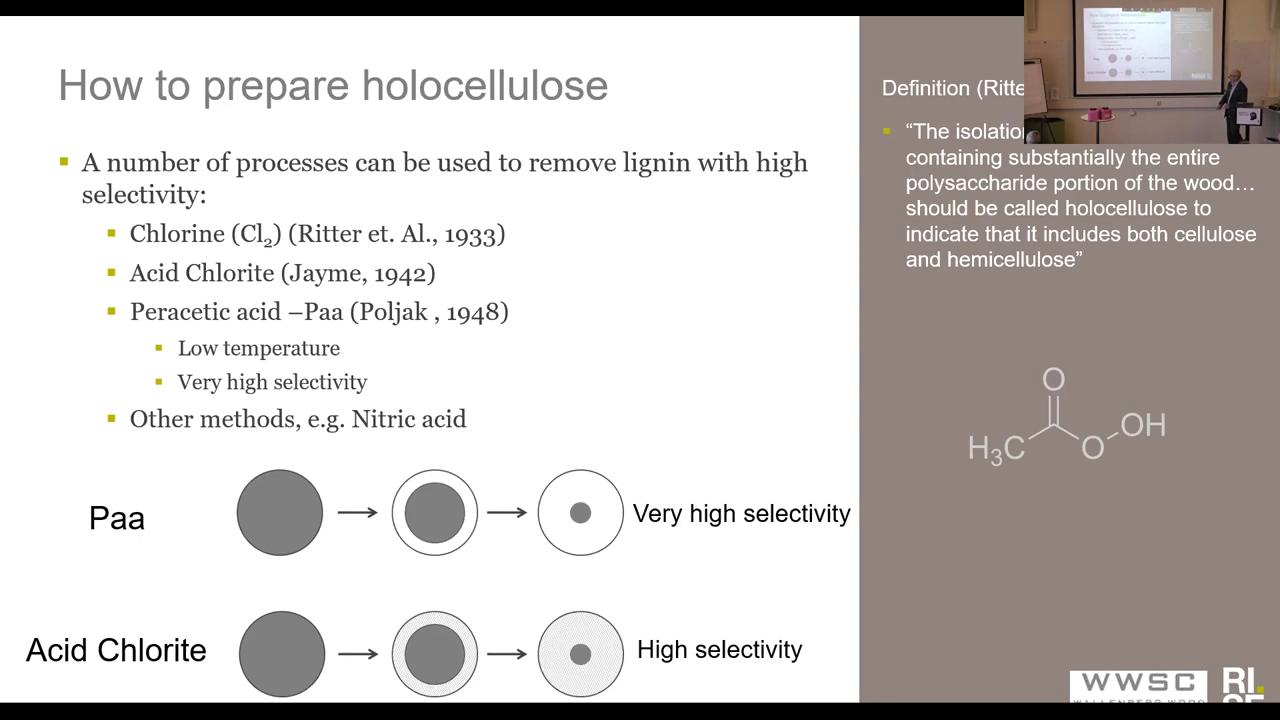 How to prepare holocellulose
A number of processes can be used to remove lignin with high
selectivity:
Chlorine (Cl2) (Ritter et. Al., 1933)
Acid Chlorite (Jayme, 1942)
Peracetic acid –Paa (Poljak , 1948)
Low temperature
Very high selectivity
Other methods, e.g. Nitric acid
Paa
Very high selectivity
Acid Chlorite
High selectivity
Definition (Ritte
“The isolatio
containing substantially the entire
polysaccharide portion of the wood…
should be called holocellulose to
indicate that it includes both cellulose
and hemicellulose”
O
OH
H3C
O
WWSC
WALLENBERG WOOD
RI.
SE